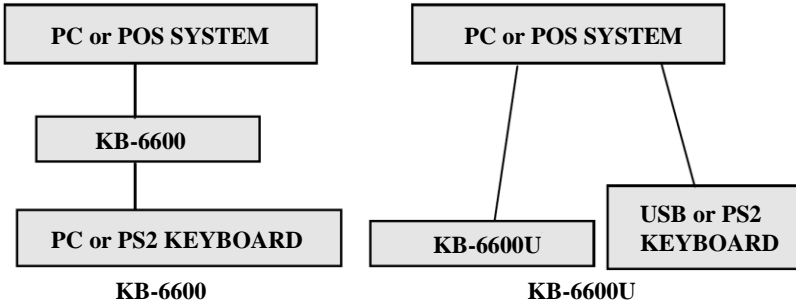 PC or POS SYSTEM
KB-6600
PC or PS2 KEYBOARD
KB-6600
PC or POS SYSTEM
KB-6600U
USB or PS2
KEYBOARD
KB-6600U